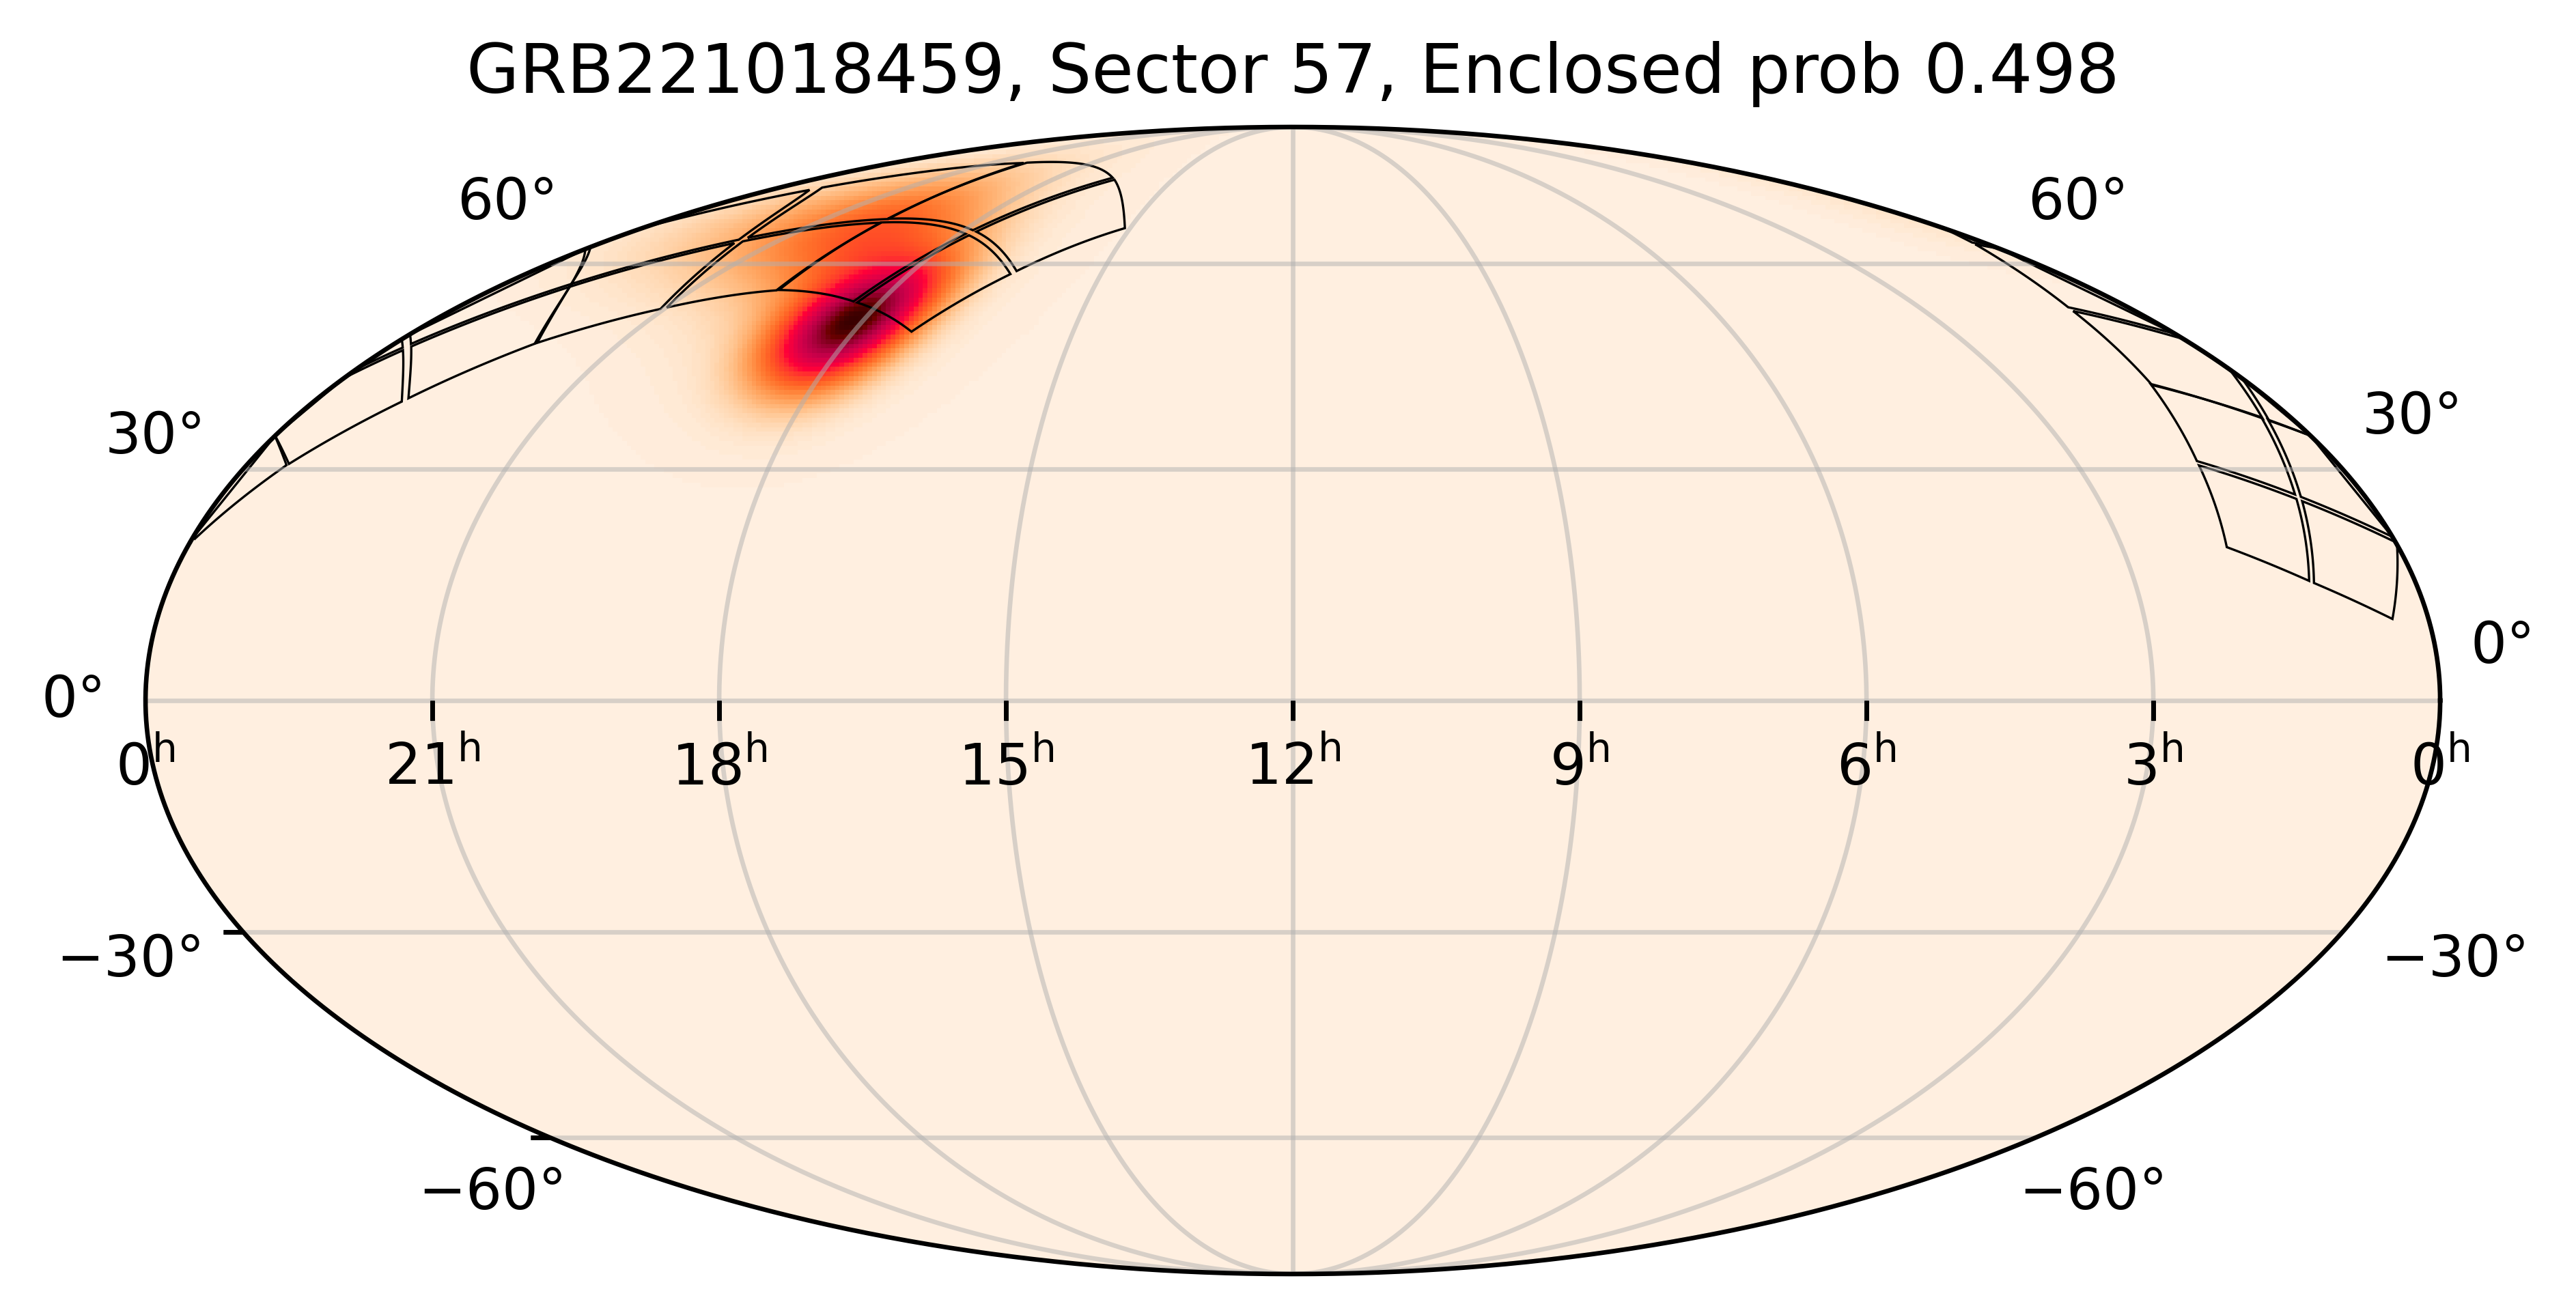 GRB221018459, Sector 57, Enclosed prob 0.498
60° 60°
30° 30°
0° 0°
0h 21h 18h 15h 12h 9h 6h 3h 0h
−30° −30°
−60° −60°